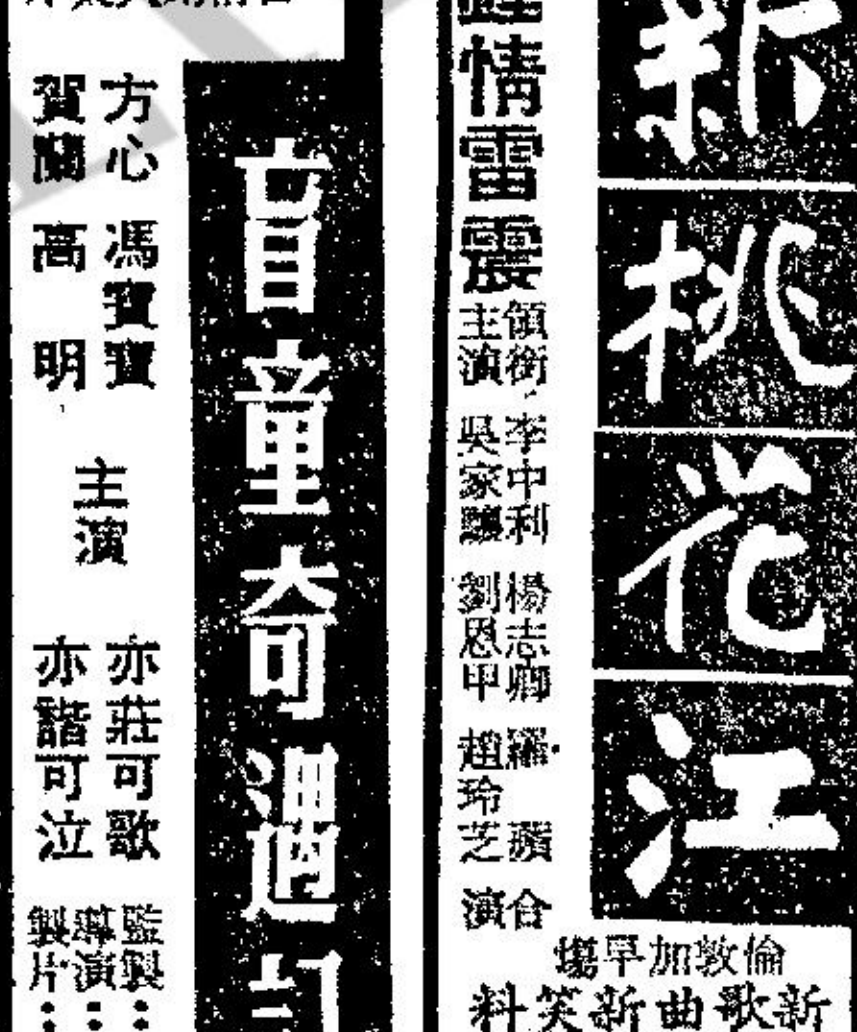 新桃花江
鍾情雷震
領銜
主演
李中利 楊志卿 羅 蘋 合
吳家驤 劉恩甲 趙玲芝 演
倫敦加早場
新歌曲新笑料
盲童奇遇記
方心 馮寶寶
賀蘭 高 明
主演
亦莊可歌
亦諧可泣
監製：
導演：
製片：